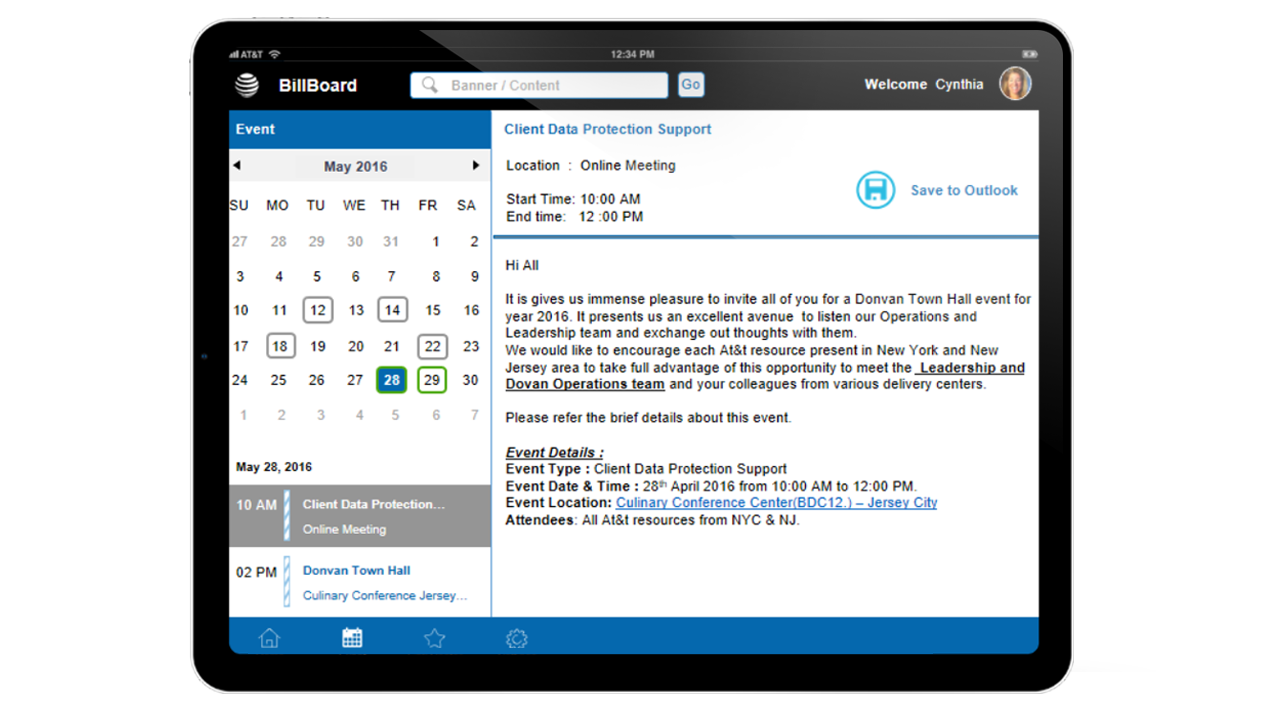 AT&T
12:34 PM
BillBoard
Banner / Content
Go
Welcome Cynthia
Event
May 2016
SU MO TU WE TH FR SA
27 28 29 30 31 1 2
3 4 5 6 7 8 9
10 11 12 13 14 15 16
17 18 19 20 21 22 23
24 25 26 27 28 29 30
1 2 3 4 5 6 7
May 28, 2016
10 AM
Client Data Protection...
Online Meeting
02 PM
Donvan Town Hall
Culinary Conference Jersey...
Client Data Protection Support
Location : Online Meeting
Start Time: 10:00 AM
End time: 12 :00 PM
Save to Outlook
Hi All
It is gives us immense pleasure to invite all of you for a Donvan Town Hall event for
year 2016. It presents us an excellent avenue to listen our Operations and
Leadership team and exchange out thoughts with them.
We would like to encourage each At&t resource present in New York and New
Jersey area to take full advantage of this opportunity to meet the Leadership and
Dovan Operations team and your colleagues from various delivery centers.
Please refer the brief details about this event.
Event Details :
Event Type : Client Data Protection Support
Event Date & Time : 28th April 2016 from 10:00 AM to 12:00 PM.
Event Location: Culinary Conference Center(BDC12.) – Jersey City
Attendees: All At&t resources from NYC & NJ.